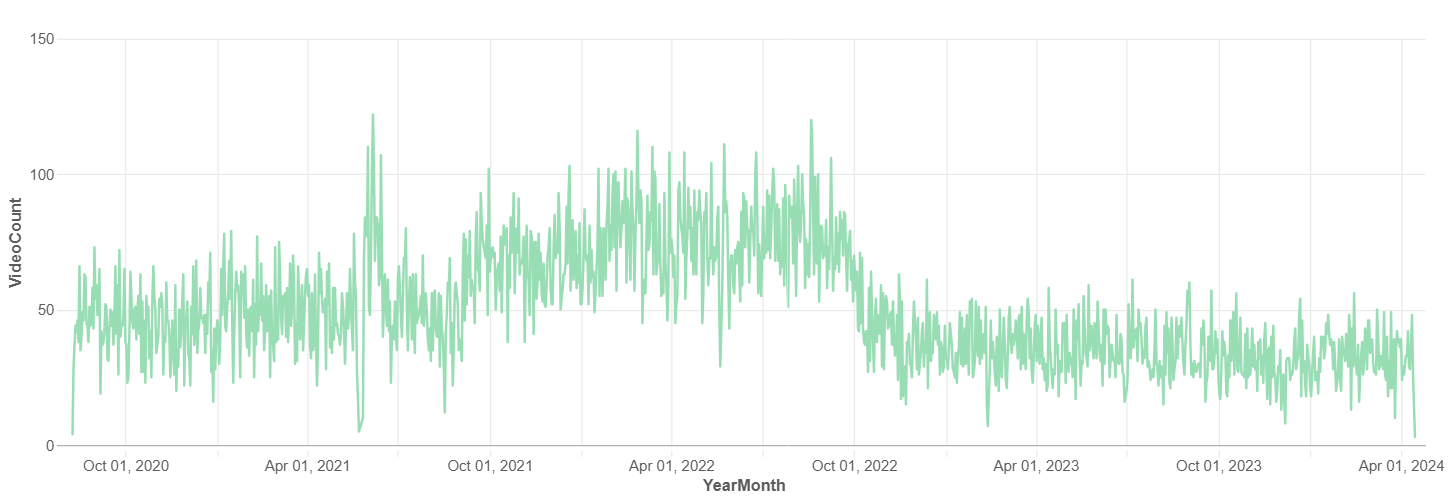 150
100
50
0
VideoCount
Oct 01, 2020
Apr 01, 2021
Oct 01, 2021
Apr 01, 2022
Oct 01, 2022
Apr 01, 2023
Oct 01, 2023
Apr 01, 2024
YearMonth